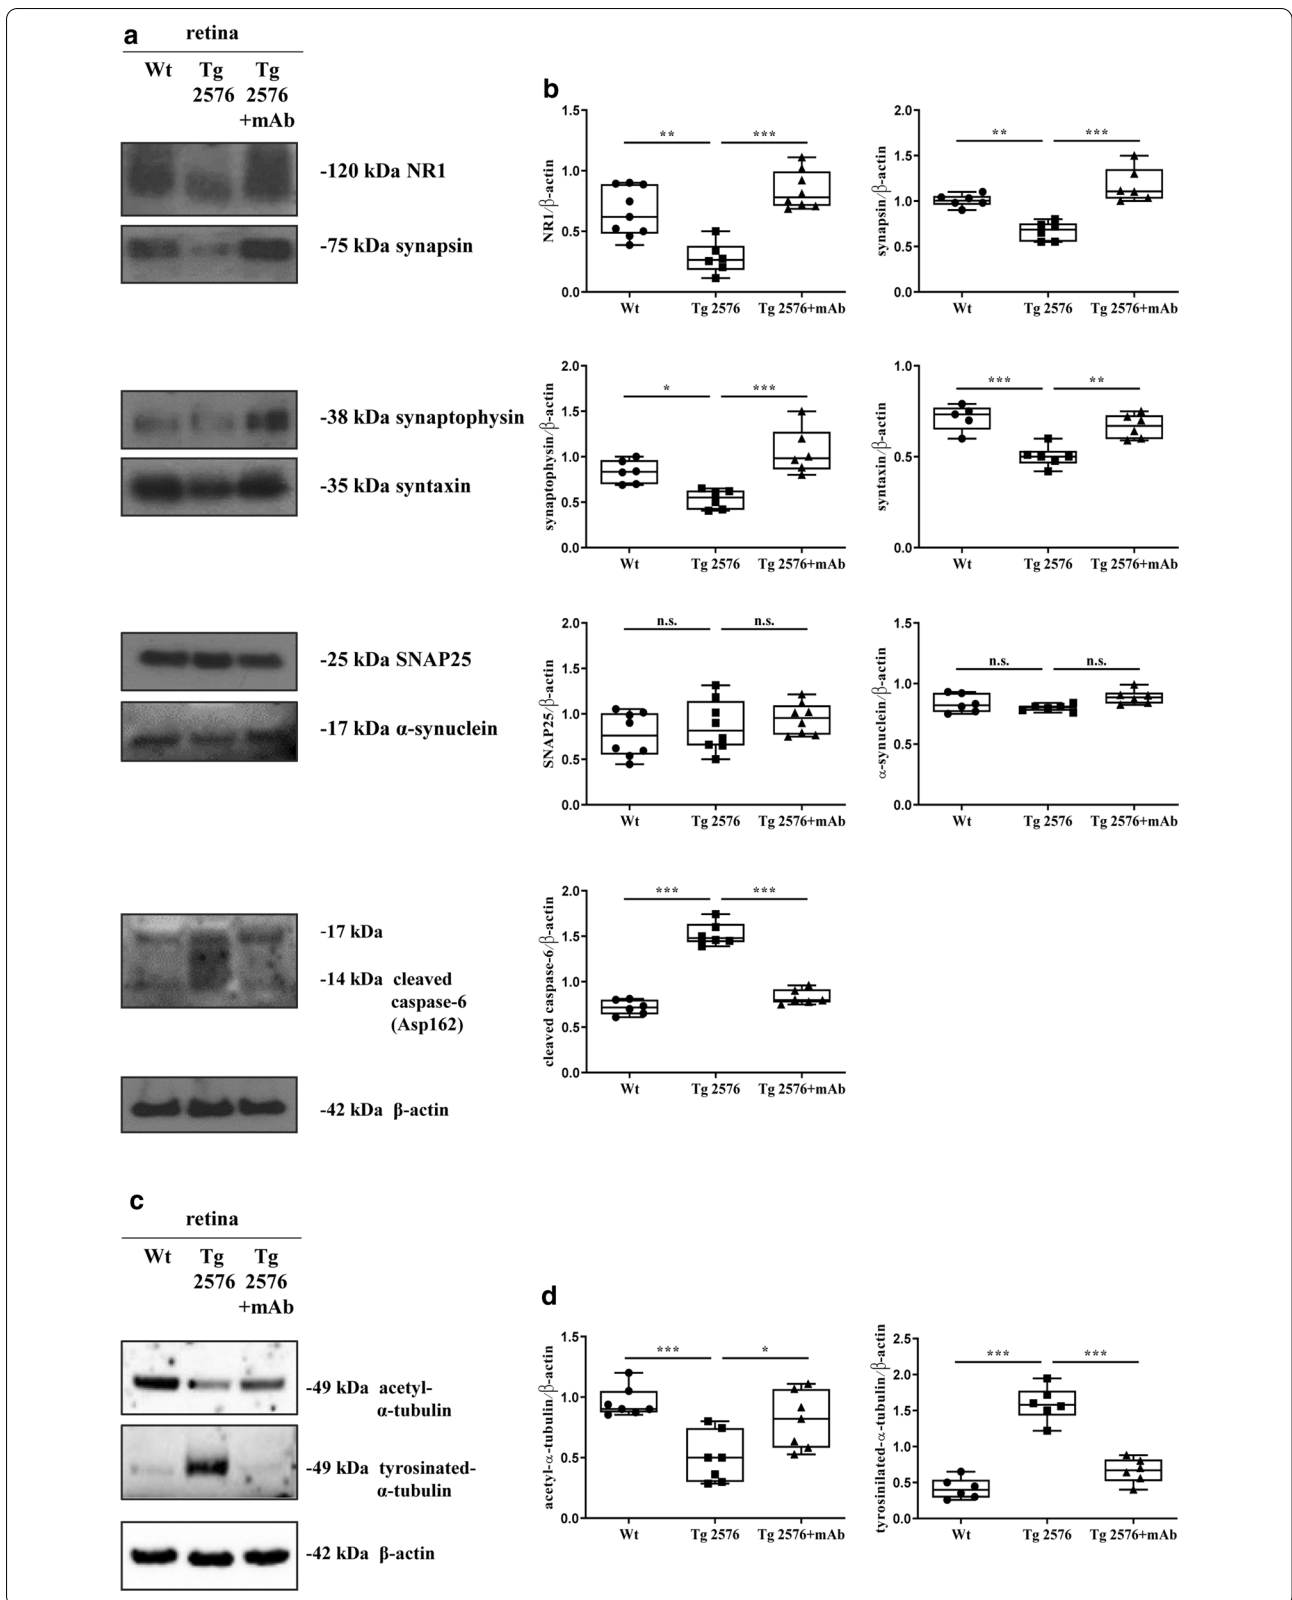 a
retina
Wt Tg Tg
2576 2576
+mAb
-120 kDa NR1
-75 kDa synapsin
-38 kDa synaptophysin
-35 kDa syntaxin
-25 kDa SNAP25
-17 kDa α-synuclein
-17 kDa
-14 kDa cleaved
caspase-6
(Asp162)
-42 kDa β-actin
b
NR1/β-actin
1.5
1.0
0.5
0.0
** ***
Wt Tg 2576 Tg 2576+mAb
synapsin/β-actin
2.0
1.5
1.0
0.5
0.0
** ***
Wt Tg 2576 Tg 2576+mAb
synaptophysin/β-actin
2.0
1.5
1.0
0.5
0.0
* ***
Wt Tg 2576 Tg 2576+mAb
syntaxin/β-actin
1.0
0.5
0.0
*** **
Wt Tg 2576 Tg 2576+mAb
SNAP25/β-actin
2.0
1.5
1.0
0.5
0.0
n.s. n.s.
Wt Tg 2576 Tg 2576+mAb
α-synuclein/β-actin
1.5
1.0
0.5
0.0
n.s. n.s.
Wt Tg 2576 Tg 2576+mAb
cleaved caspase-6/β-actin
2.0
1.5
1.0
0.5
0.0
*** ***
Wt Tg 2576 Tg 2576+mAb
c
retina
Wt Tg Tg
2576 2576
+mAb
-49 kDa acetyl-
α-tubulin
-49 kDa tyrosinated-
α-tubulin
-42 kDa β-actin
d
acetyl-α-tubulin/β-actin
1.5
1.0
0.5
0.0
*** *
Wt Tg 2576 Tg 2576+mAb
tyrosinilated-α-tubulin/β-actin
2.5
2.0
1.5
1.0
0.5
0.0
*** ***
Wt Tg 2576 Tg 2576+mAb